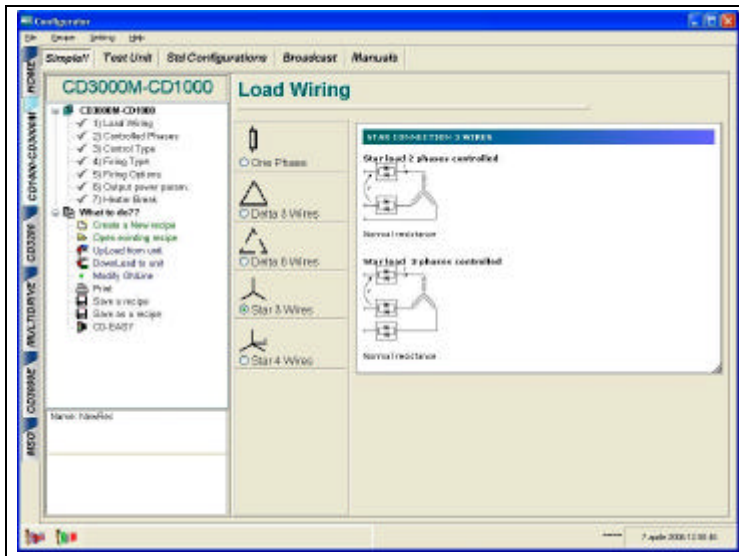 Configurator
Simple!!
Test Unit
Std Configurations
Broadcast
Manuals
HOME
CD3200
MULTIDRIVE
CD3000E
MSO
CD3000M-CD1000
CD3000M-CD1000
1) Load Wiring
2) Controlled Phases
3) Control Type
4) Firing Type
5) Firing Options
6) Output power param.
7) Heater Break
What to do??
Create a New recipe
Open existing recipe
UpLoad from unit
DownLoad to unit
Modify OnLine
Print
Save a recipe
Save as a recipe
CD-EASY
Load Wiring
One Phase
Delta 3 Wires
Delta 6 Wires
Star 3 Wires
Star 4 Wires
STAR CONNECTION 3 WIRES
Star load 2 phases controlled
Normal resistance
Star load 3 phases controlled
Normal resistance